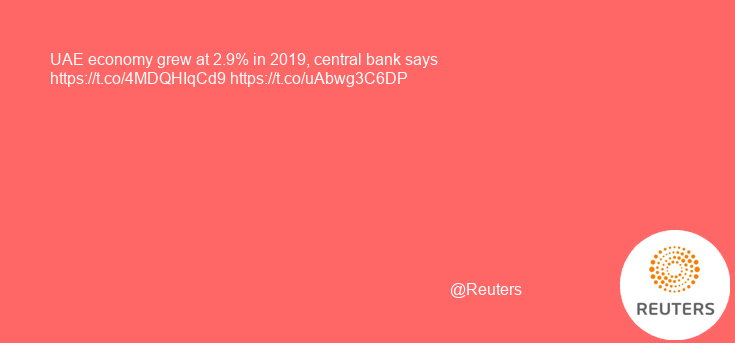 UAE economy grew at 2.9% in 2019, central bank says
https://t.co/4MDQHIqCd9 https://t.co/uAbwg3C6DP
@Reuters
REUTERS